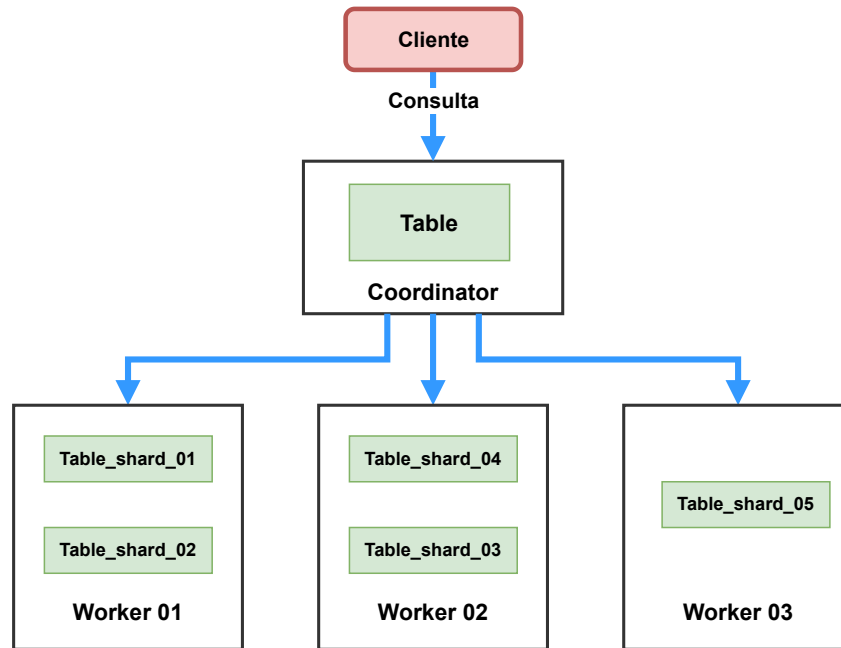 Cliente
Consulta
Table
Coordinator
Table_shard_01
Table_shard_02
Worker 01
Table_shard_04
Table_shard_03
Worker 02
Table_shard_05
Worker 03